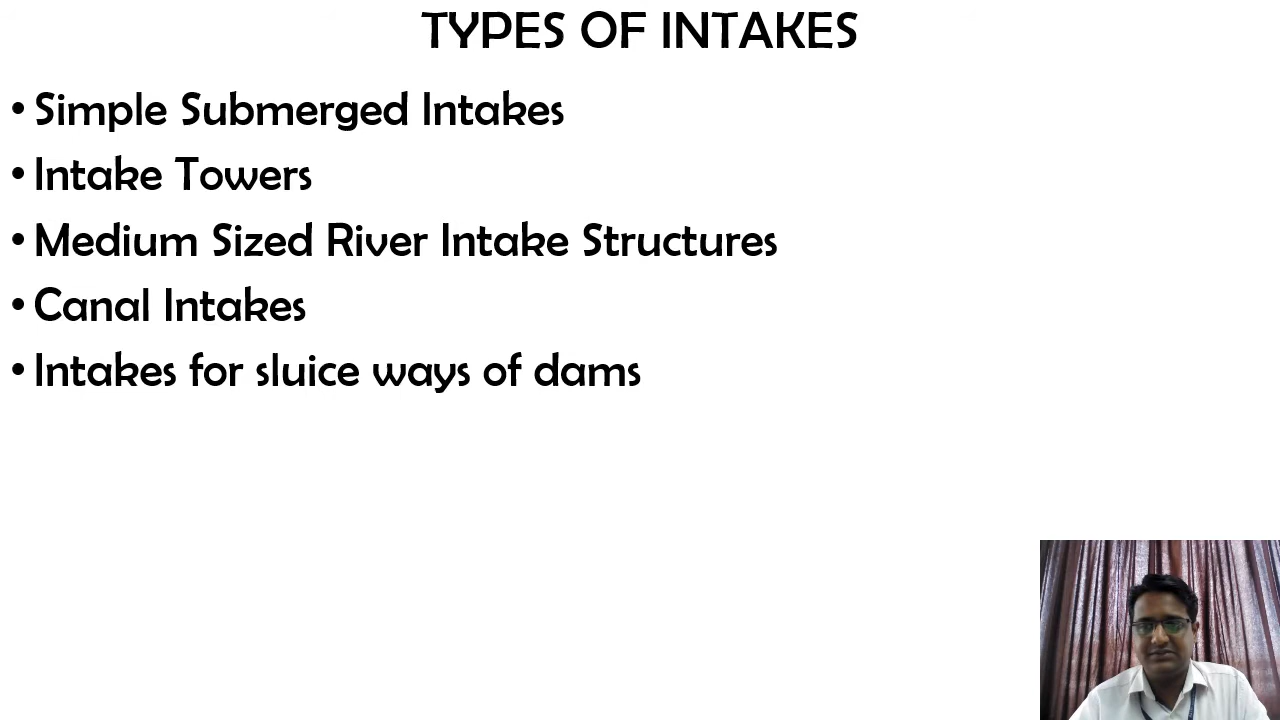 TYPES OF INTAKES
• Simple Submerged Intakes
• Intake Towers
• Medium Sized River Intake Structures
• Canal Intakes
• Intakes for sluice ways of dams